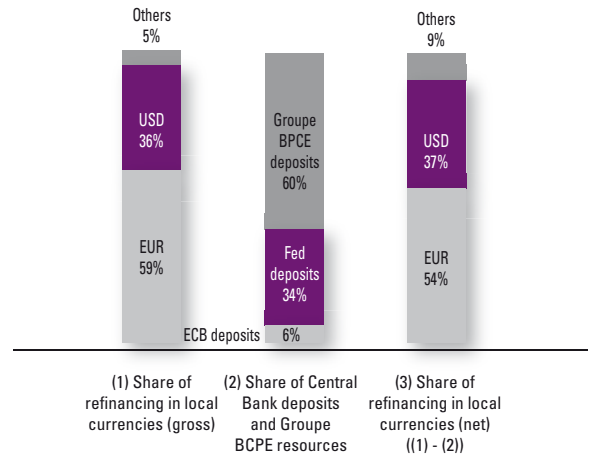 Others
5%
USD
36%
EUR
59%
Groupe
BPCE
deposits
60%
Fed
deposits
34%
ECB deposits
6%
Others
9%
USD
37%
EUR
54%
(1) Share of
refinancing in local
currencies (gross)
(2) Share of Central
Bank deposits
and Groupe
BCPE resources
(3) Share of
refinancing in local
currencies (net)
((1) - (2))